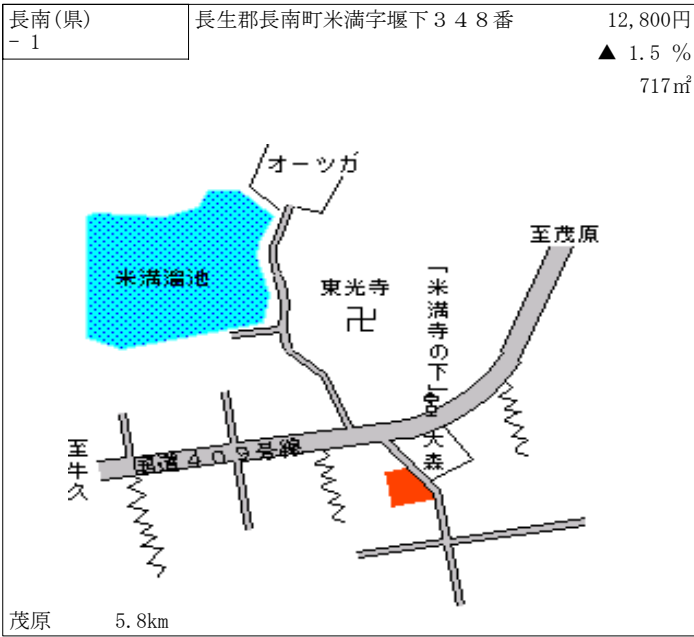 長南(県)
- 1
長生郡長南町米満字堰下３４８番
12,800円
▲ 1.5 %
717㎡
オーツカ
至茂原
米満溜池
東光寺
卍
「米満寺の下」
大森
国道４０９号線
至牛久
茂原 5.8km